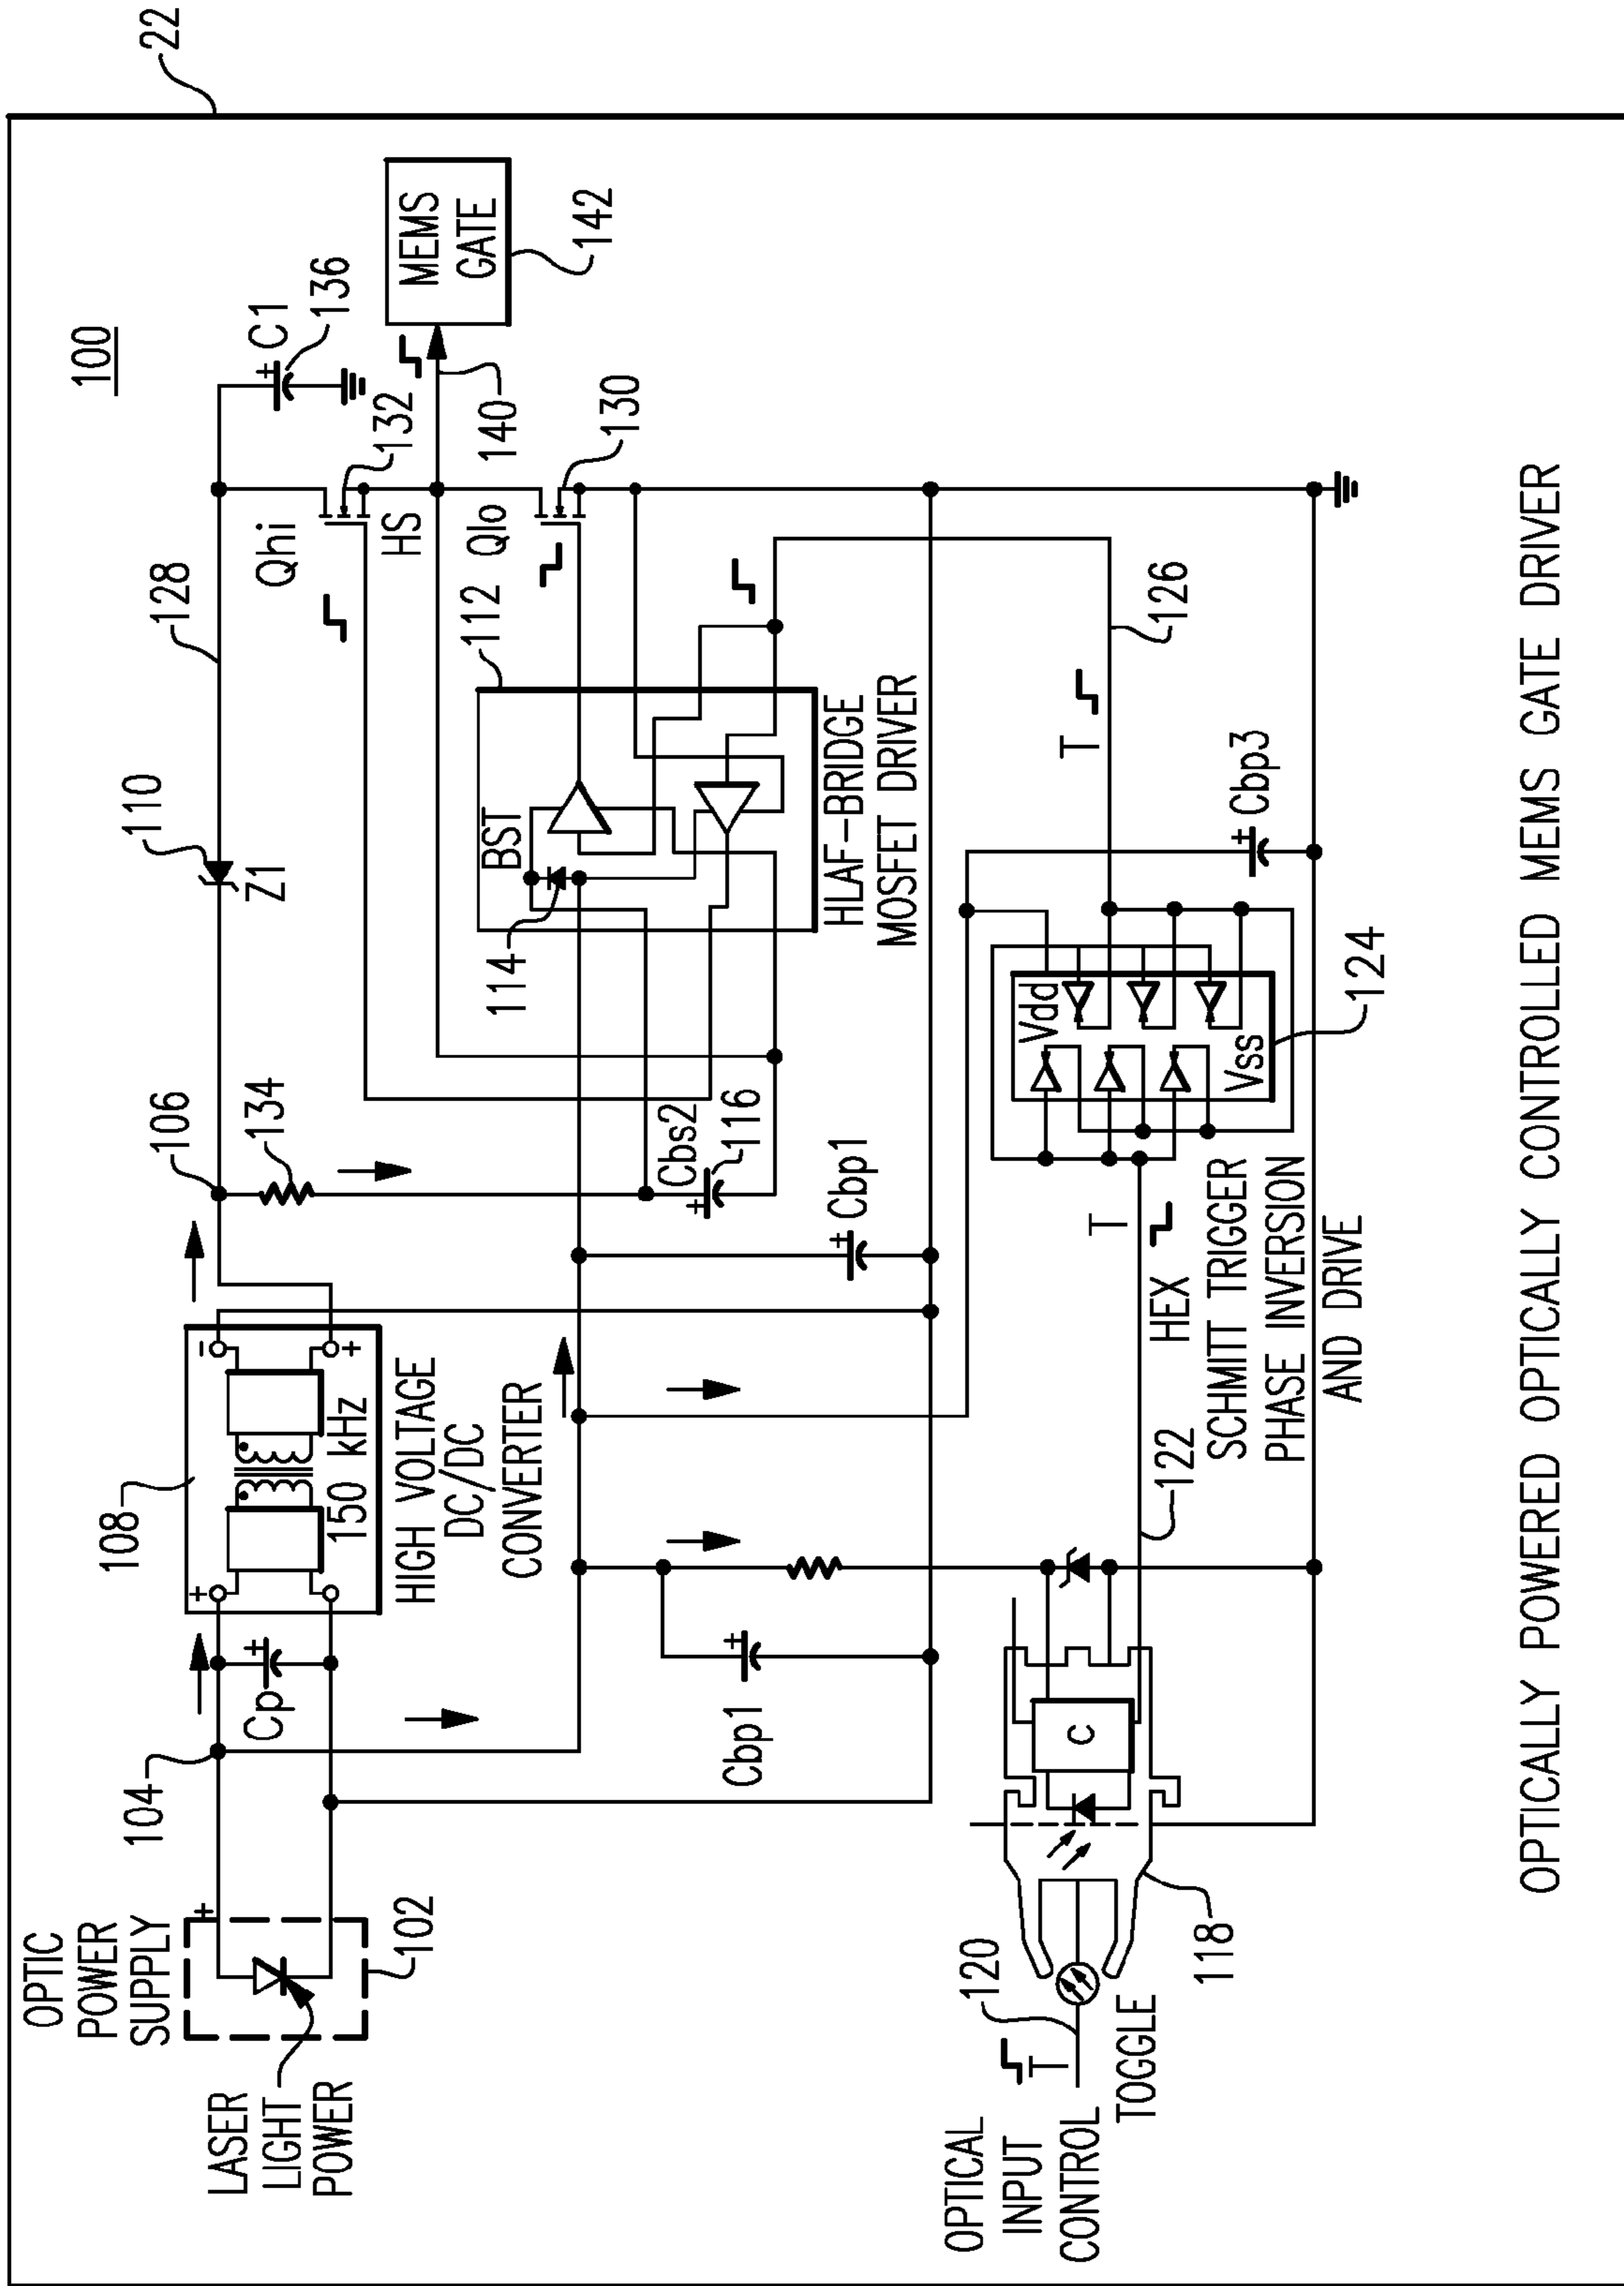 22
100
OPTIC
POWER
SUPPLY
LASER
LIGHT
POWER
102
+
104
Cp
+
108
+
−
+
150 kHz
HIGH VOLTAGE
DC/DC
CONVERTER
106
134
110
Z1
128
C1
+
136
Qhi
132
HS
Qlo
130
140
MEMS
GATE
142
112
BST
114
HLAF-BRIDGE
MOSFET DRIVER
Cbs2
+
116
Cbp1
+
Cbp1
+
OPTICAL
INPUT
CONTROL
T
120
TOGGLE
118
C
122
T
HEX
SCHMITT TRIGGER
PHASE INVERSION
AND DRIVE
Vdd
Vss
124
T
126
Cbp3
+
OPTICALLY POWERED OPTICALLY CONTROLLED MEMS GATE DRIVER